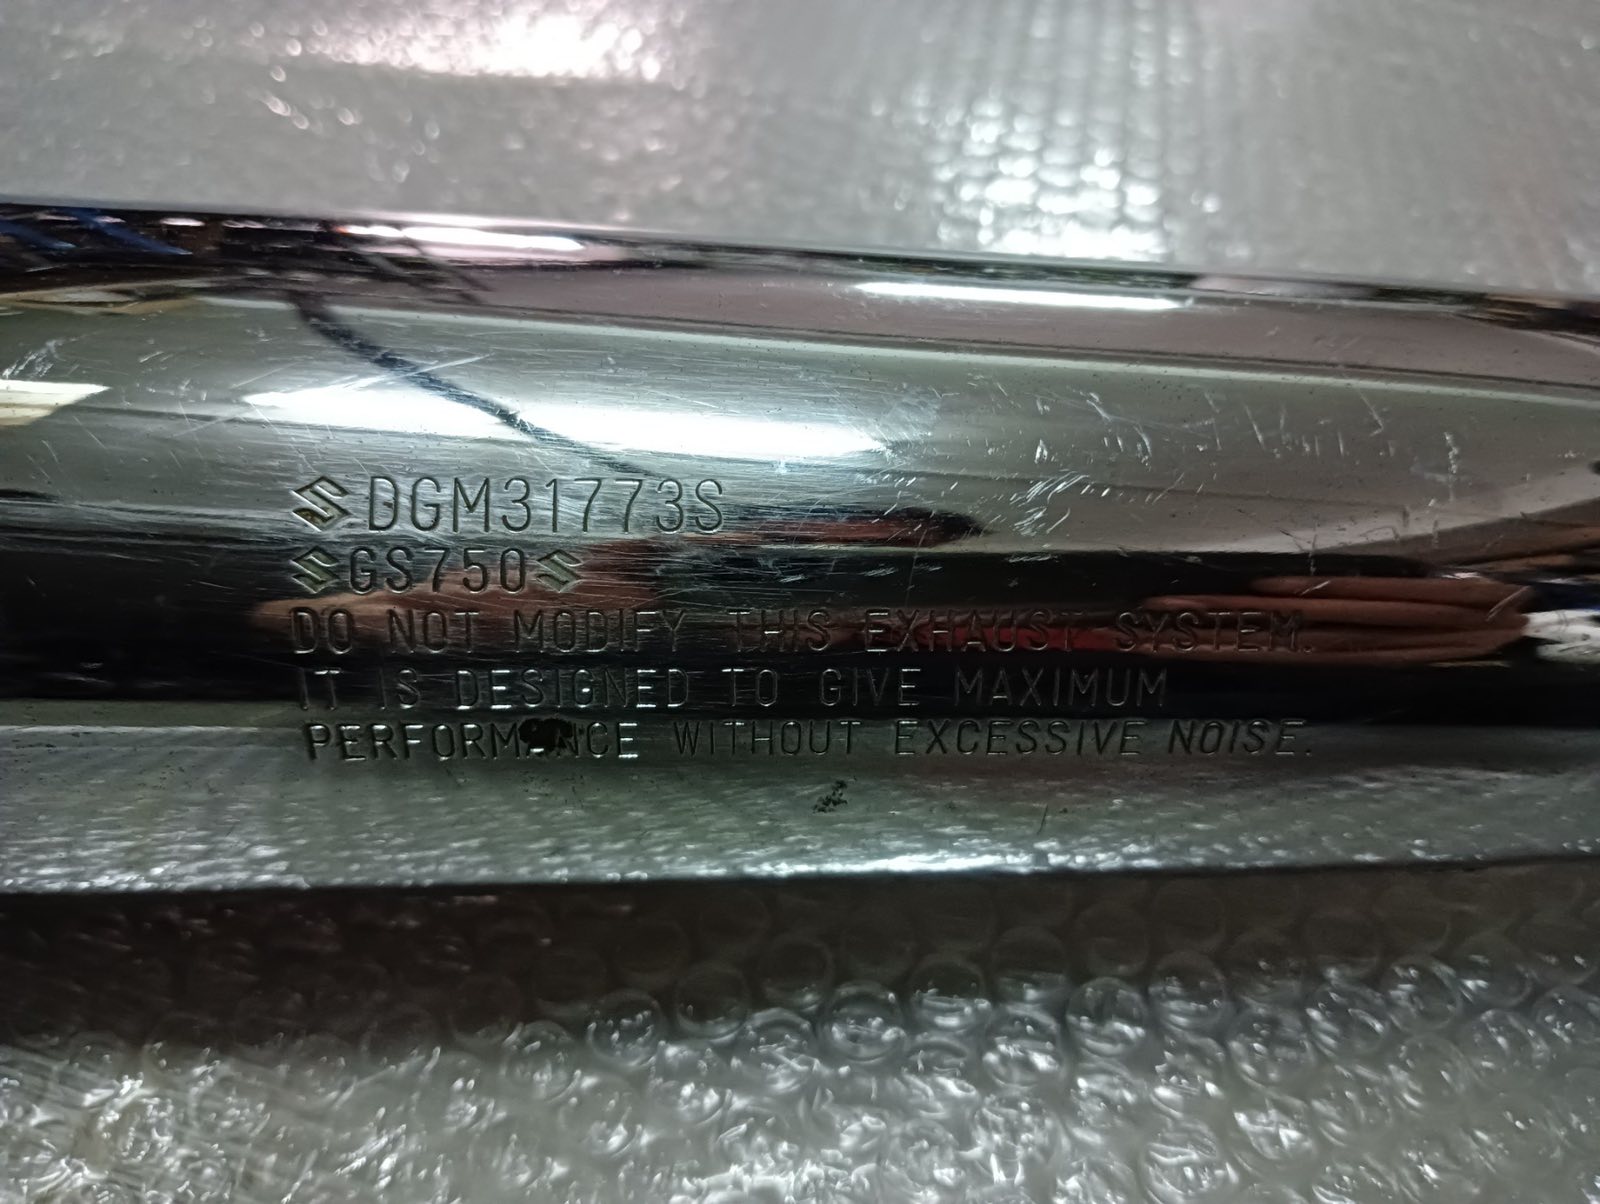 DGM31773S
GS750
DO NOT MODIFY THIS EXHAUST SYSTEM.
IT IS DESIGNED TO GIVE MAXIMUM
PERFORMANCE WITHOUT EXCESSIVE NOISE.